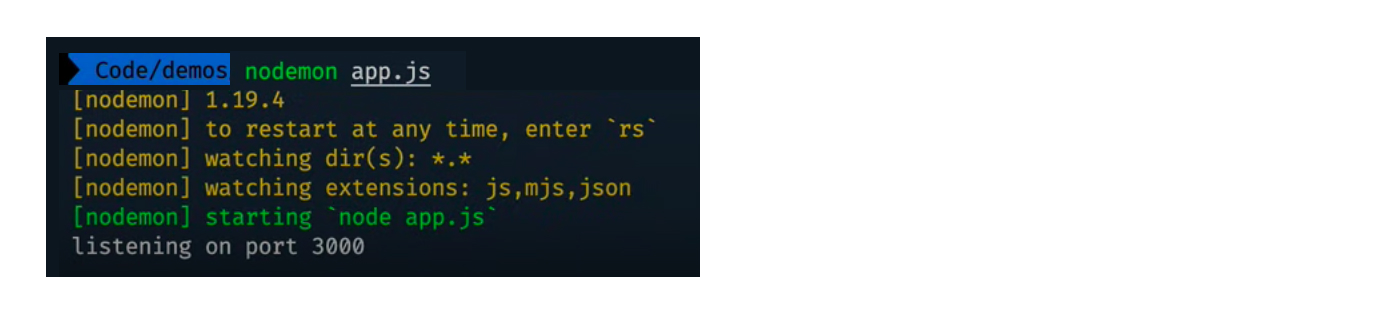 Code/demos nodemon app.js
[nodemon] 1.19.4
[nodemon] to restart at any time, enter `rs`
[nodemon] watching dir(s): *.*
[nodemon] watching extensions: js,mjs,json
[nodemon] starting `node app.js`
listening on port 3000